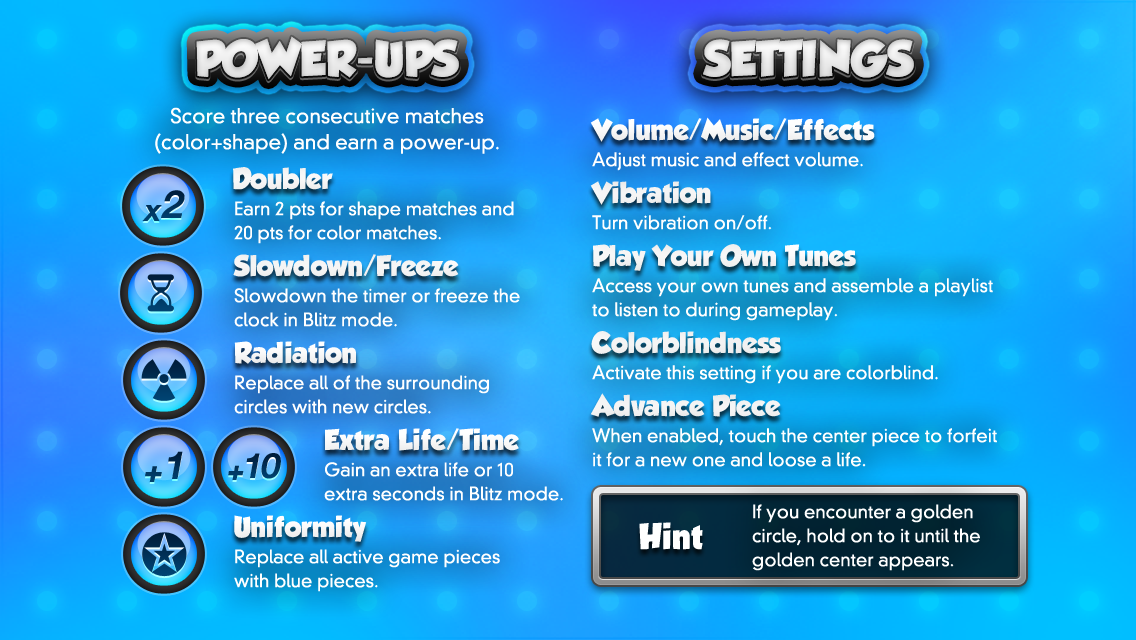 POWER-UPS
Score three consecutive matches
(color+shape) and earn a power-up.
x2
Doubler
Earn 2 pts for shape matches and
20 pts for color matches.
Slowdown/Freeze
Slowdown the timer or freeze the
clock in Blitz mode.
Radiation
Replace all of the surrounding
circles with new circles.
+1
+10
Extra Life/Time
Gain an extra life or 10
extra seconds in Blitz mode.
Uniformity
Replace all active game pieces
with blue pieces.
SETTINGS
Volume/Music/Effects
Adjust music and effect volume.
Vibration
Turn vibration on/off.
Play Your Own Tunes
Access your own tunes and assemble a playlist
to listen to during gameplay.
Colorblindness
Activate this setting if you are colorblind.
Advance Piece
When enabled, touch the center piece to forfeit
it for a new one and loose a life.
Hint
If you encounter a golden
circle, hold on to it until the
golden center appears.